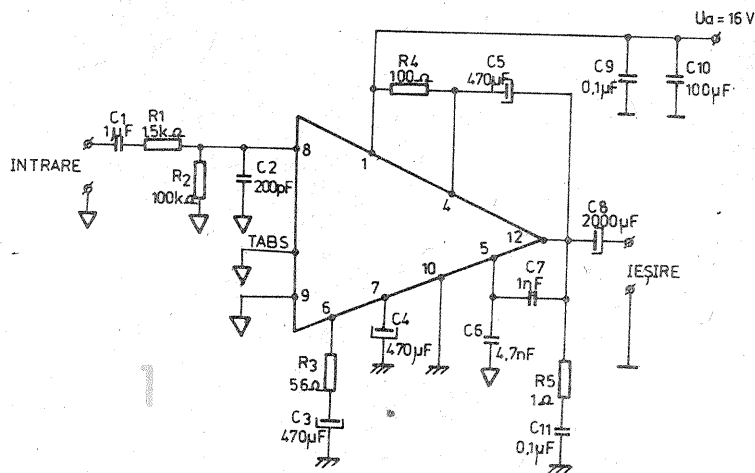 Ua = 16 V
R4
100Ω
C5
470μF
C9
0,1μF
C10
100μF
C1
1μF
R1
15kΩ
INTRARE
R2
100kΩ
C2
200pF
8
1
4
TABS
9
6
7
10
5
12
C8
2000μF
IEȘIRE
C7
1nF
C4
470μF
C6
4,7nF
R3
56Ω
C3
470μF
R5
1Ω
C11
0,1μF
1